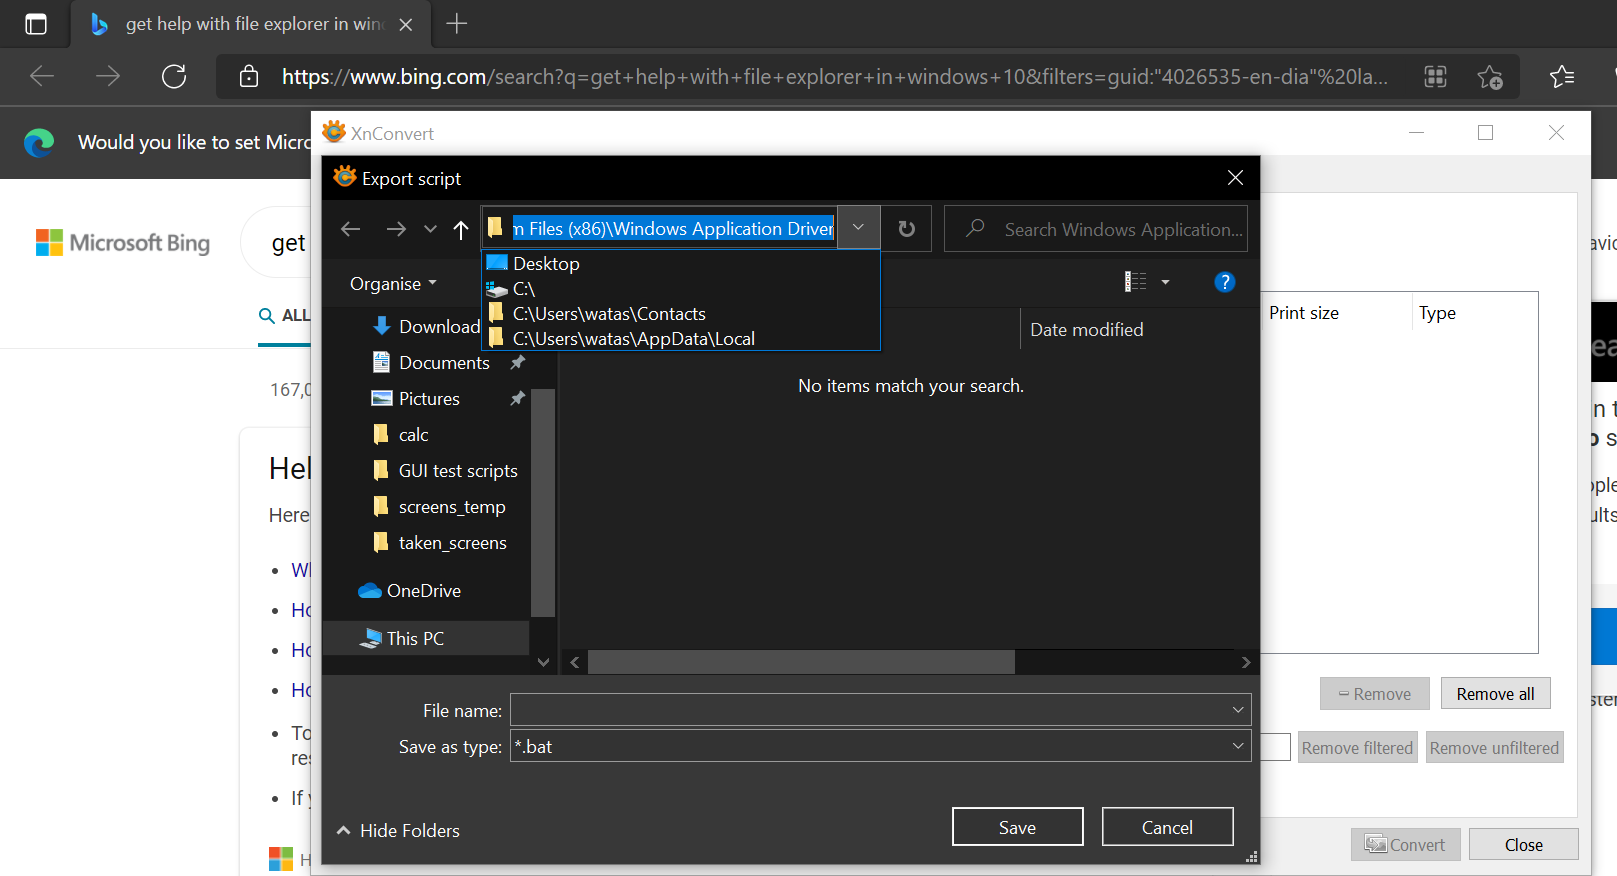 get help with file explorer in win
https://www.bing.com/search?q=get+help+with+file+explorer+in+windows+10&filters=guid:"4026535-en-dia"%20la...
Would you like to set Micro
XnConvert
Export script
m Files (x86)\Windows Application Driver
Search Windows Application...
Microsoft Bing
get
Desktop
C:\
C:\Users\watas\Contacts
C:\Users\watas\AppData\Local
Organise
ALL
Download
Date modified
Print size
Type
Documents
No items match your search.
167,0
Pictures
calc
Hel
GUI test scripts
Here
screens_temp
taken_screens
OneDrive
This PC
Remove
Remove all
File name:
Save as type:
*.bat
Remove filtered
Remove unfiltered
To
If
Hide Folders
Save
Cancel
Convert
Close